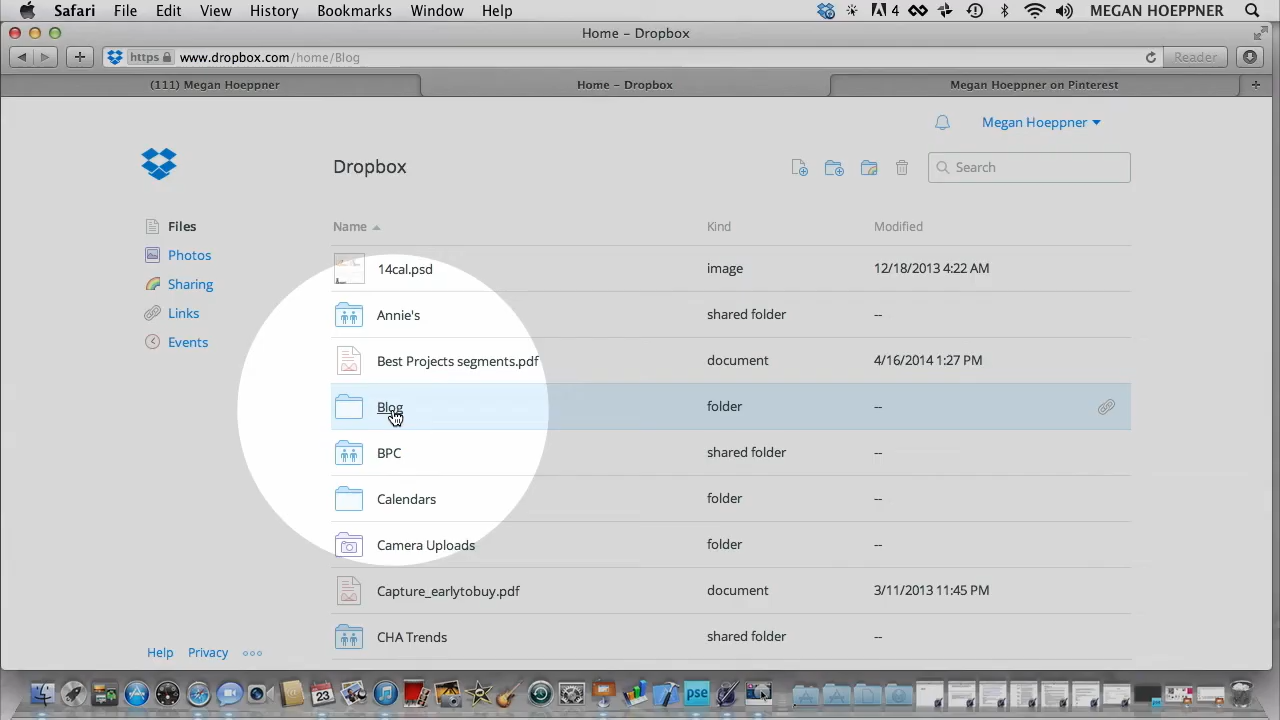 Safari File Edit View History Bookmarks Window Help 4 MEGAN HOEPPNER
Home – Dropbox
https www.dropbox.com/home/Blog Reader
(111) Megan Hoeppner Home – Dropbox Megan Hoeppner on Pinterest
Megan Hoeppner
Dropbox Search
Files
Photos
Sharing
Links
Events
Name Kind Modified
14cal.psd image 12/18/2013 4:22 AM
Annie's shared folder --
Best Projects segments.pdf document 4/16/2014 1:27 PM
Blog folder --
BPC shared folder --
Calendars folder --
Camera Uploads folder --
Capture_earlytobuy.pdf document 3/11/2013 11:45 PM
CHA Trends shared folder --
Help Privacy
23 pse